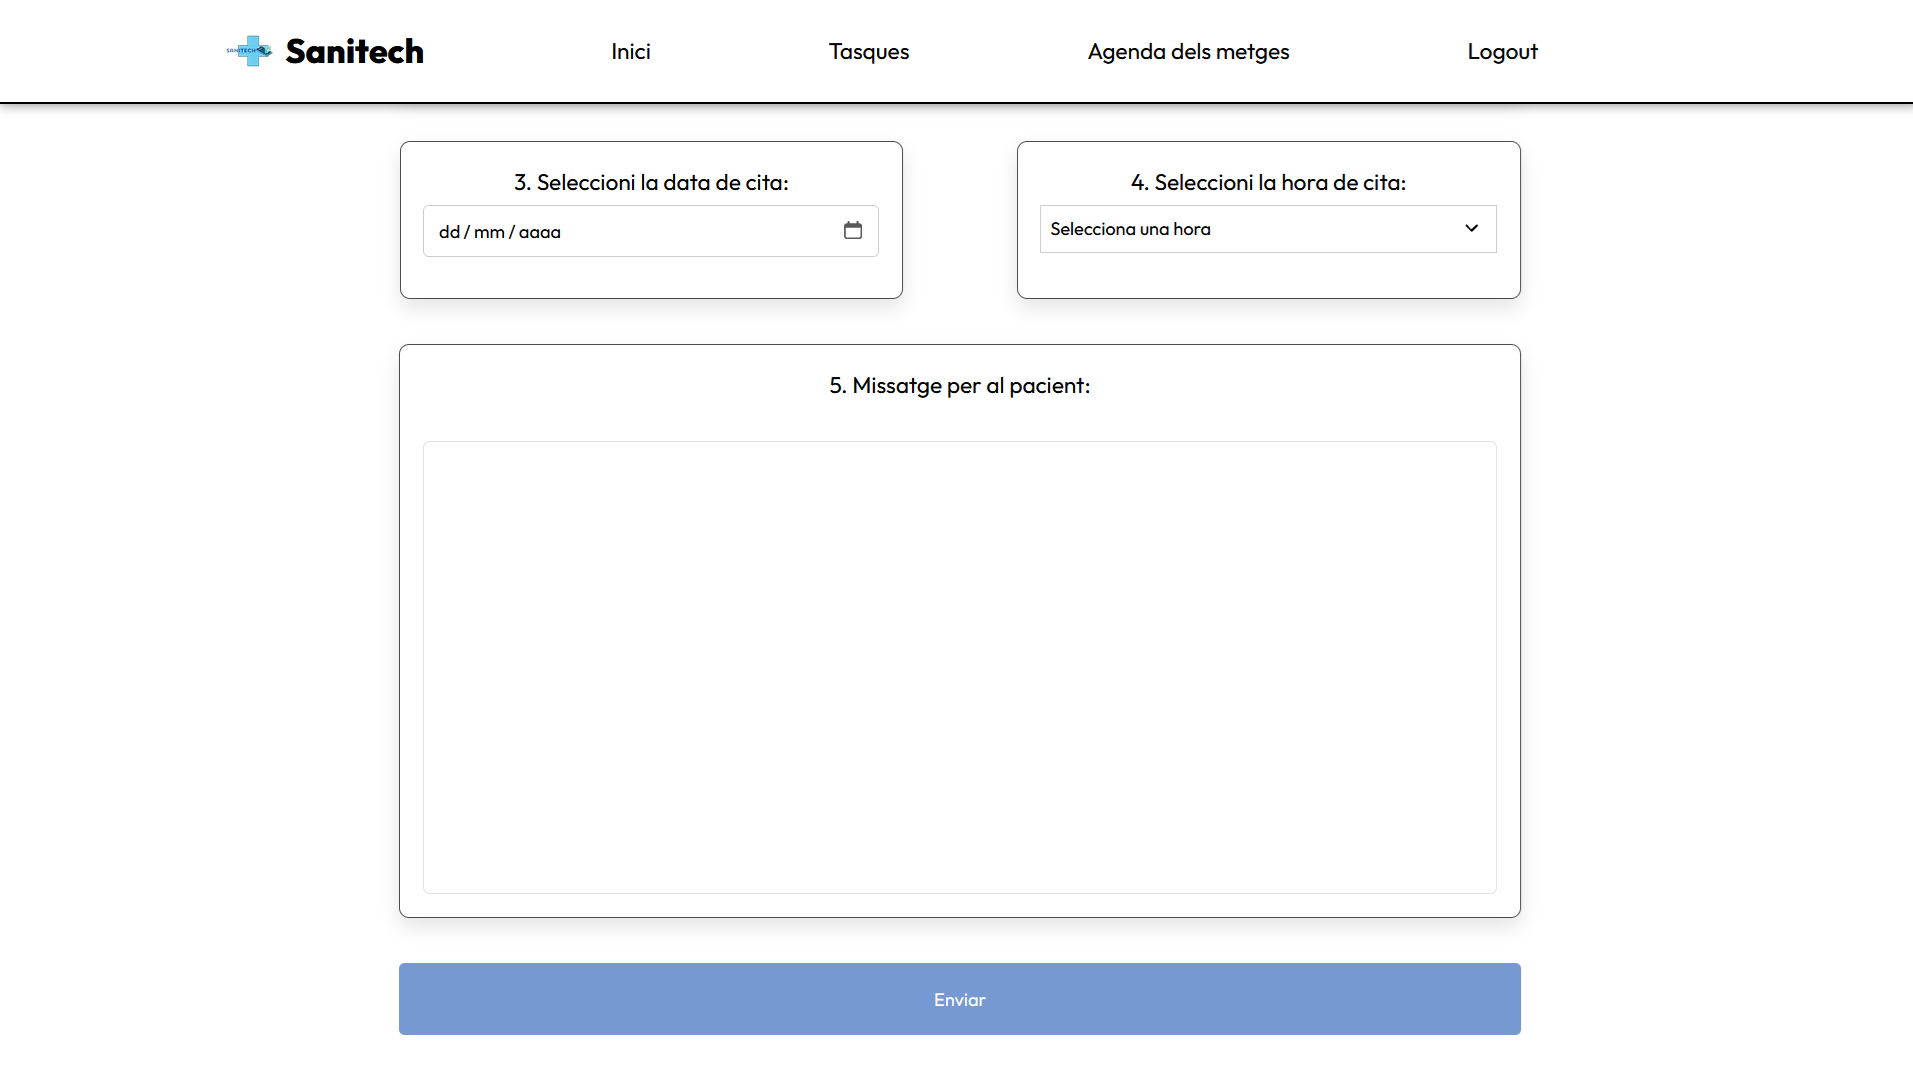 SANITECH
Sanitech
Inici
Tasques
Agenda dels metges
Logout
3. Seleccioni la data de cita:
dd / mm / aaaa
4. Seleccioni la hora de cita:
Selecciona una hora
5. Missatge per al pacient:
Enviar